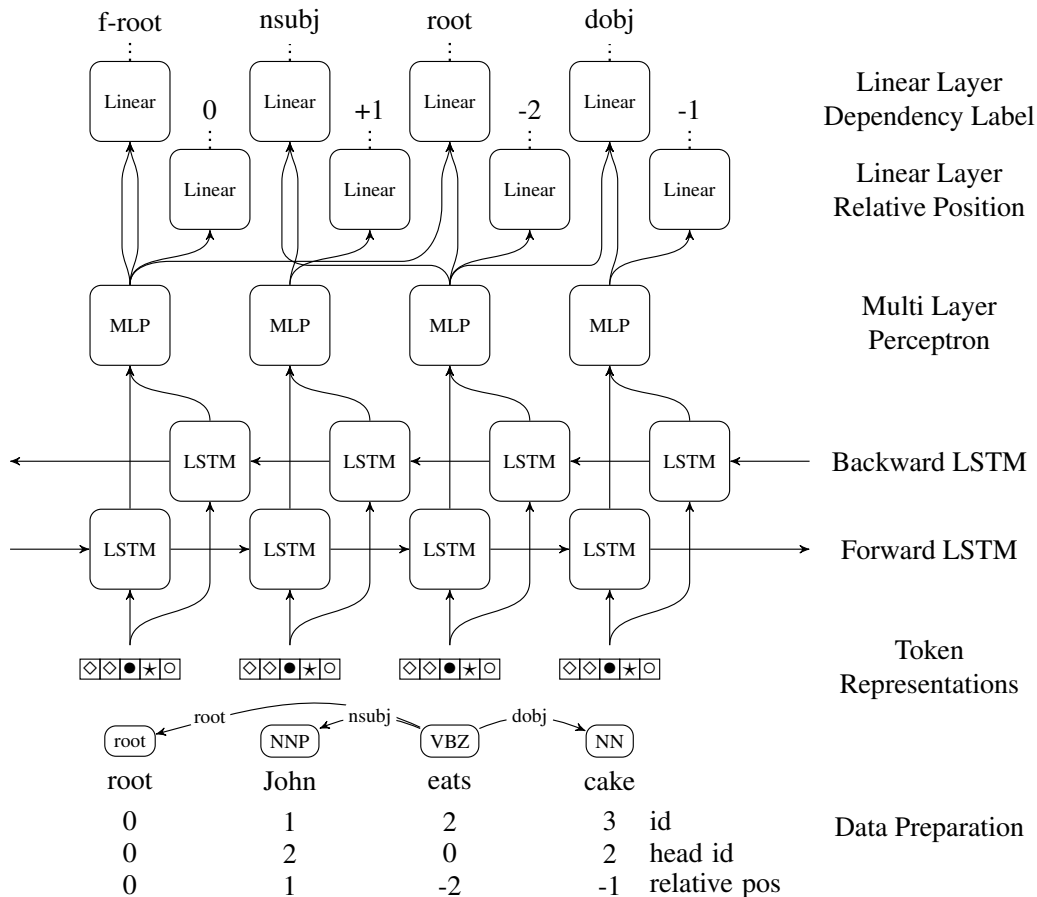 f-root nsubj root dobj
Linear Linear Linear Linear Linear Layer
Dependency Label
0 +1 -2 -1
Linear Linear Linear Linear Linear Layer
Relative Position
MLP MLP MLP MLP Multi Layer
Perceptron
LSTM LSTM LSTM LSTM Backward LSTM
LSTM LSTM LSTM LSTM Forward LSTM
Token
Representations
root nsubj dobj
root NNP VBZ NN
root John eats cake
0 1 2 3 id Data Preparation
0 2 0 2 head id
0 1 -2 -1 relative pos